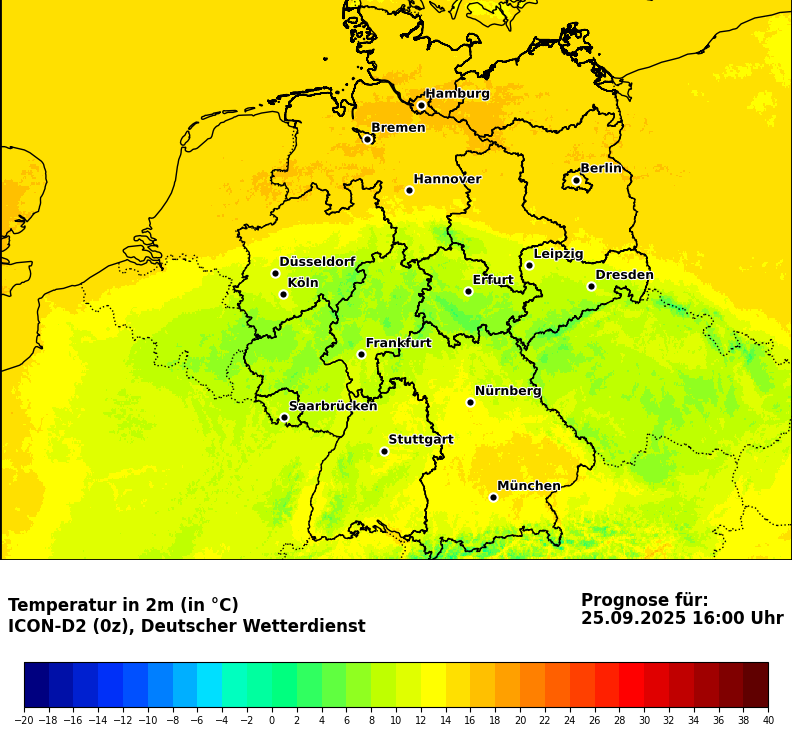 Hamburg
Bremen
Berlin
Hannover
Leipzig
Düsseldorf
Dresden
Köln
Erfurt
Frankfurt
Nürnberg
Saarbrücken
Stuttgart
München
Temperatur in 2m (in °C)
ICON-D2 (0z), Deutscher Wetterdienst
Prognose für:
25.09.2025 16:00 Uhr
−20 −18 −16 −14 −12 −10 −8 −6 −4 −2 0 2 4 6 8 10 12 14 16 18 20 22 24 26 28 30 32 34 36 38 40